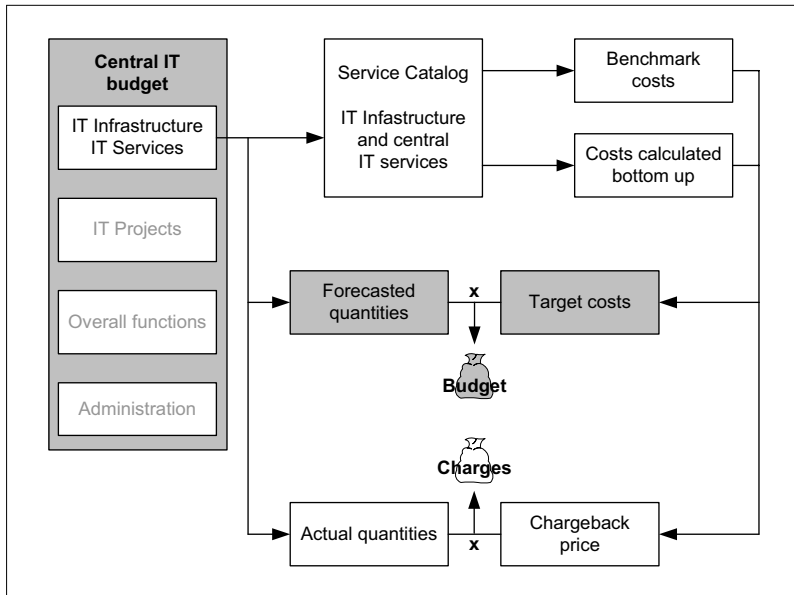 Central IT
budget
IT Infrastructure
IT Services
IT Projects
Overall functions
Administration
Service Catalog
IT Infastructure
and central
IT services
Benchmark
costs
Costs calculated
bottom up
Forecasted
quantities
x
Target costs
Budget
Charges
Actual quantities
x
Chargeback
price